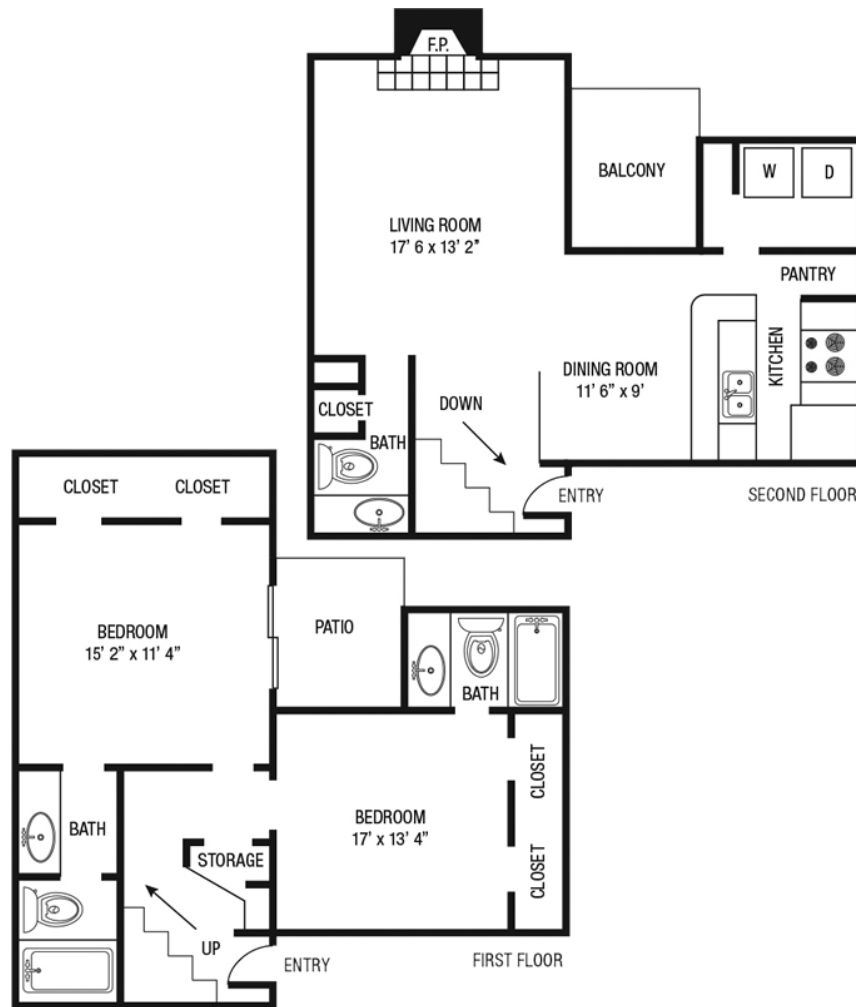 F.P.
BALCONY
W
D
LIVING ROOM
17' 6 x 13' 2"
PANTRY
KITCHEN
DINING ROOM
11' 6" x 9'
CLOSET
DOWN
BATH
ENTRY
SECOND FLOOR
CLOSET
CLOSET
PATIO
BEDROOM
15' 2" x 11' 4"
BATH
CLOSET
BEDROOM
17' x 13' 4"
BATH
STORAGE
CLOSET
UP
ENTRY
FIRST FLOOR